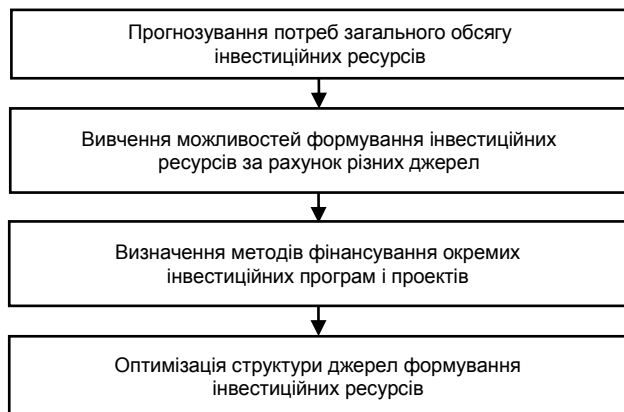 Прогнозування потреб загального обсягу
інвестиційних ресурсів
Вивчення можливостей формування інвестиційних
ресурсів за рахунок різних джерел
Визначення методів фінансування окремих
інвестиційних програм і проектів
Оптимізація структури джерел формування
інвестиційних ресурсів